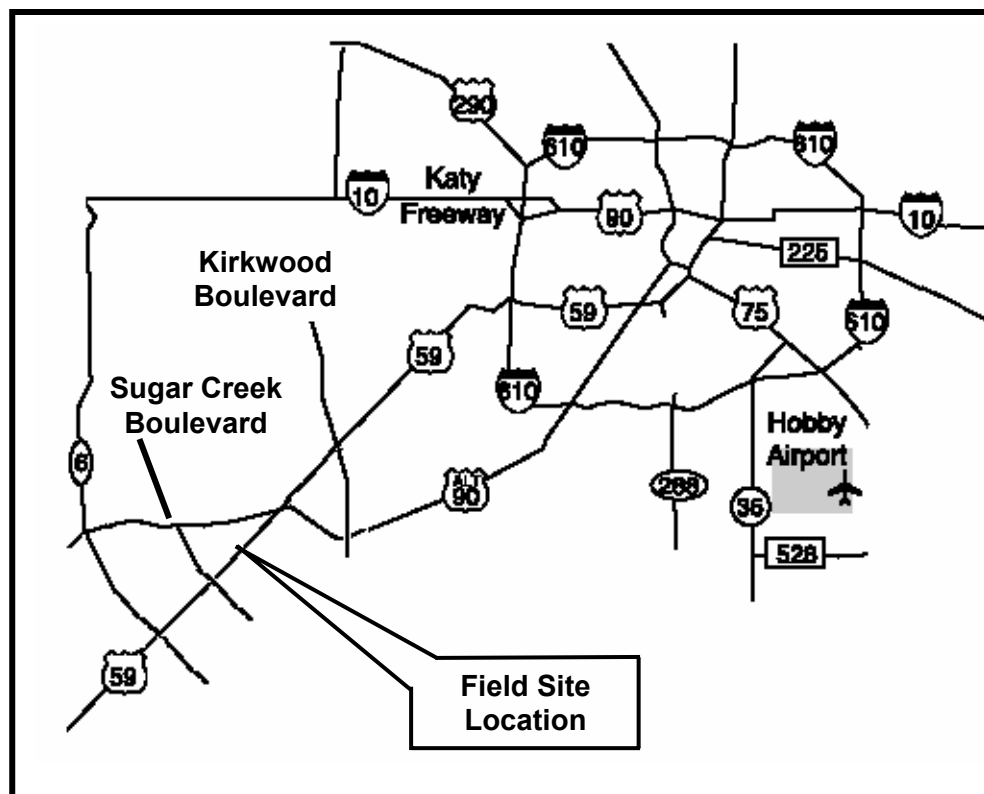 290
610
610
10
Katy
Freeway
90
10
225
Kirkwood
Boulevard
59
75
610
59
Sugar Creek
Boulevard
610
Hobby
Airport
6
ALT
90
288
35
528
59
Field Site
Location